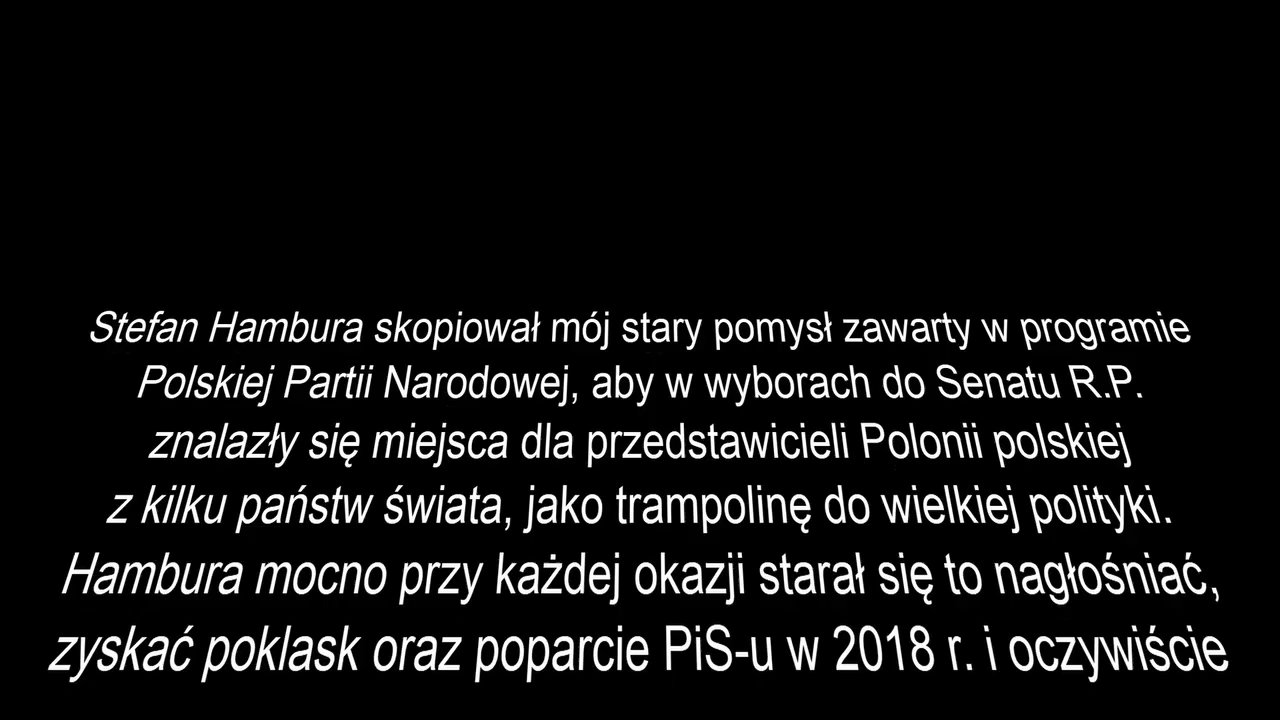 Stefan Hambura skopiował mój stary pomysł zawarty w programie
Polskiej Partii Narodowej, aby w wyborach do Senatu R.P.
znalazły się miejsca dla przedstawicieli Polonii polskiej
z kilku państw świata, jako trampolinę do wielkiej polityki.
Hambura mocno przy każdej okazji starał się to nagłośniać,
zyskać poklask oraz poparcie PiS-u w 2018 r. i oczywiście